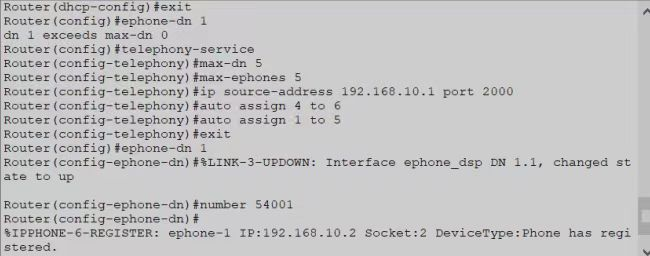 Router(dhcp-config)#exit
Router(config)#ephone-dn 1
dn 1 exceeds max-dn 0
Router(config)#telephony-service
Router(config-telephony)#max-dn 5
Router(config-telephony)#max-ephones 5
Router(config-telephony)#ip source-address 192.168.10.1 port 2000
Router(config-telephony)#auto assign 4 to 6
Router(config-telephony)#auto assign 1 to 5
Router(config-telephony)#exit
Router(config)#ephone-dn 1
Router(config-ephone-dn)#%LINK-3-UPDOWN: Interface ephone_dsp DN 1.1, changed st
ate to up
Router(config-ephone-dn)#number 54001
Router(config-ephone-dn)#
%IPPHONE-6-REGISTER: ephone-1 IP:192.168.10.2 Socket:2 DeviceType:Phone has regi
stered.